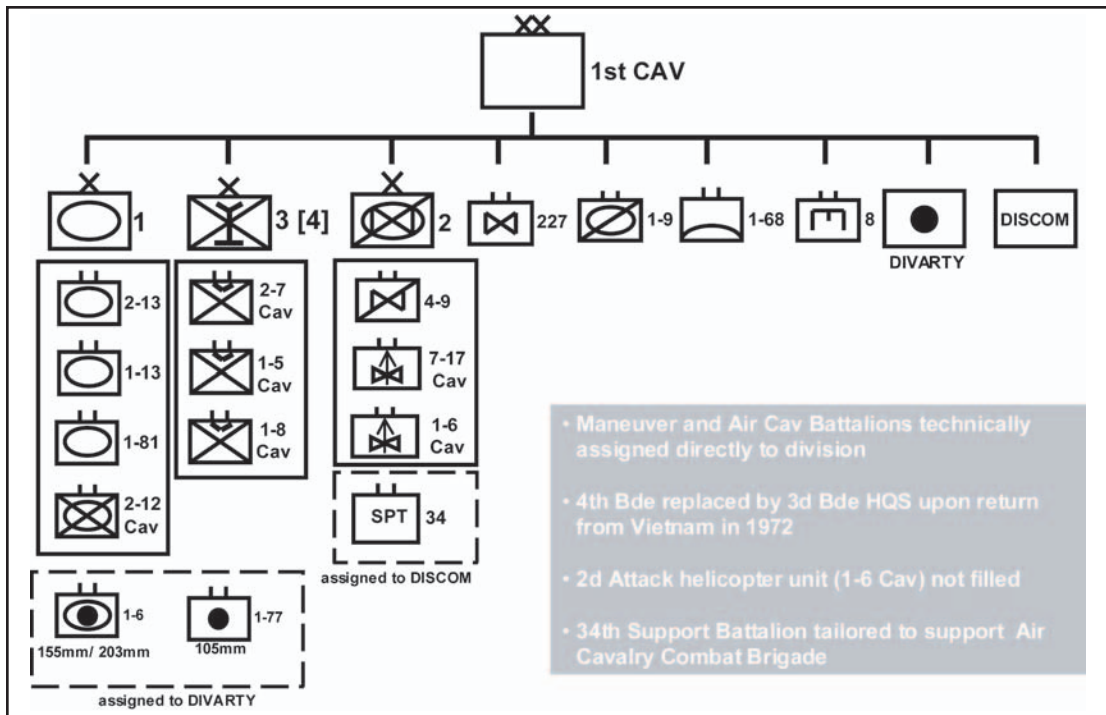 1st CAV
1
3 [4]
2
227
1-9
1-68
8
DIVARTY
DISCOM
2-13
1-13
1-81
2-12
Cav
2-7
Cav
1-5
Cav
1-8
Cav
4-9
7-17
Cav
1-6
Cav
SPT
34
assigned to DISCOM
1-6
155mm/ 203mm
1-77
105mm
assigned to DIVARTY
• Maneuver and Air Cav Battalions technically
assigned directly to division
• 4th Bde replaced by 3d Bde HQS upon return
from Vietnam in 1972
• 2d Attack helicopter unit (1-6 Cav) not filled
• 34th Support Battalion tailored to support Air
Cavalry Combat Brigade